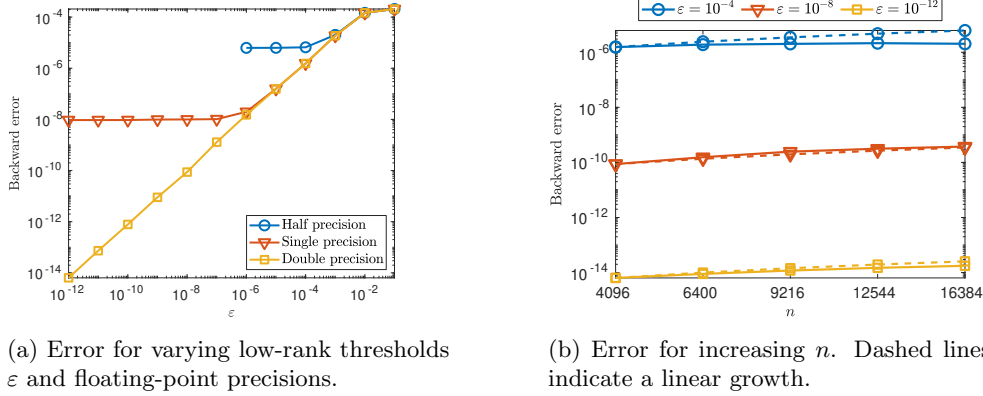 10^-4
10^-6
10^-8
10^-10
10^-12
10^-14
Backward error
Half precision
Single precision
Double precision
10^-12 10^-10 10^-8 10^-6 10^-4 10^-2
ε
(a) Error for varying low-rank thresholds
ε and floating-point precisions.
ε = 10^-4 ε = 10^-8 ε = 10^-12
10^-6
10^-8
10^-10
10^-12
10^-14
Backward error
4096 6400 9216 12544 16384
n
(b) Error for increasing n. Dashed lines
indicate a linear growth.